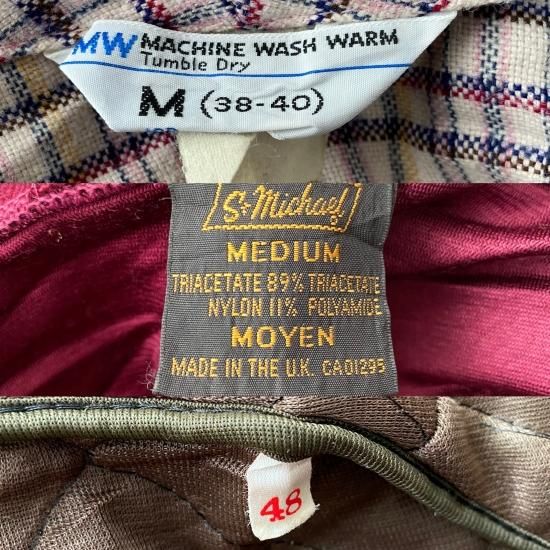 MW MACHINE WASH WARM
Tumble Dry
M (38-40)
St Michael®
MEDIUM
TRIACETATE 89% TRIACETATE
NYLON 11% POLYAMIDE
MOYEN
MADE IN THE U.K. CA01295
48